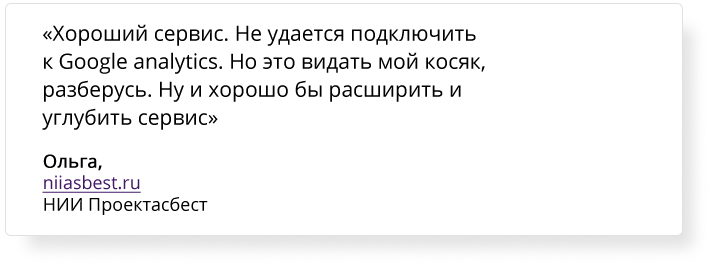 «Хороший сервис. Не удается подключить
к Google analytics. Но это видать мой косяк,
разберусь. Ну и хорошо бы расширить и
углубить сервис»
Ольга,
niiasbest.ru
НИИ Проектасбест